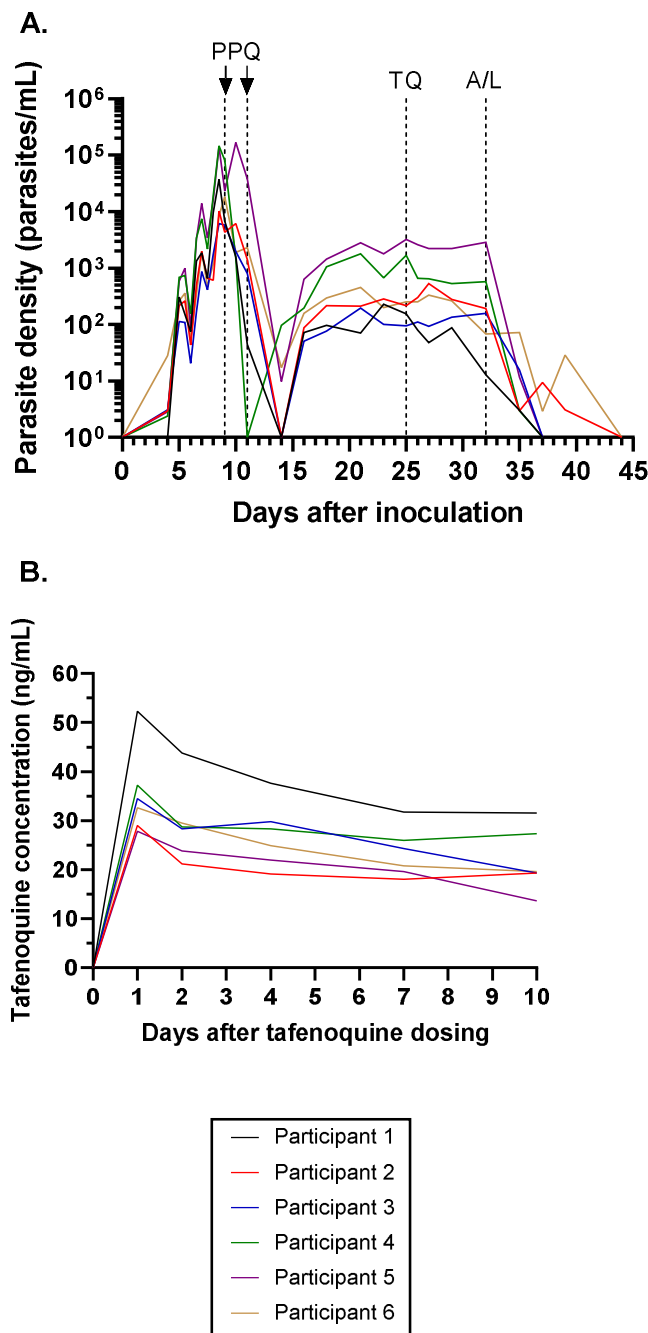 A.
PPQ
TQ A/L
10⁶
10⁵
10⁴
10³
10²
10¹
10⁰
Parasite density (parasites/mL)
0 5 10 15 20 25 30 35 40 45
Days after inoculation
B.
60
50
40
30
20
10
0
Tafenoquine concentration (ng/mL)
0 1 2 3 4 5 6 7 8 9 10
Days after tafenoquine dosing
Participant 1
Participant 2
Participant 3
Participant 4
Participant 5
Participant 6